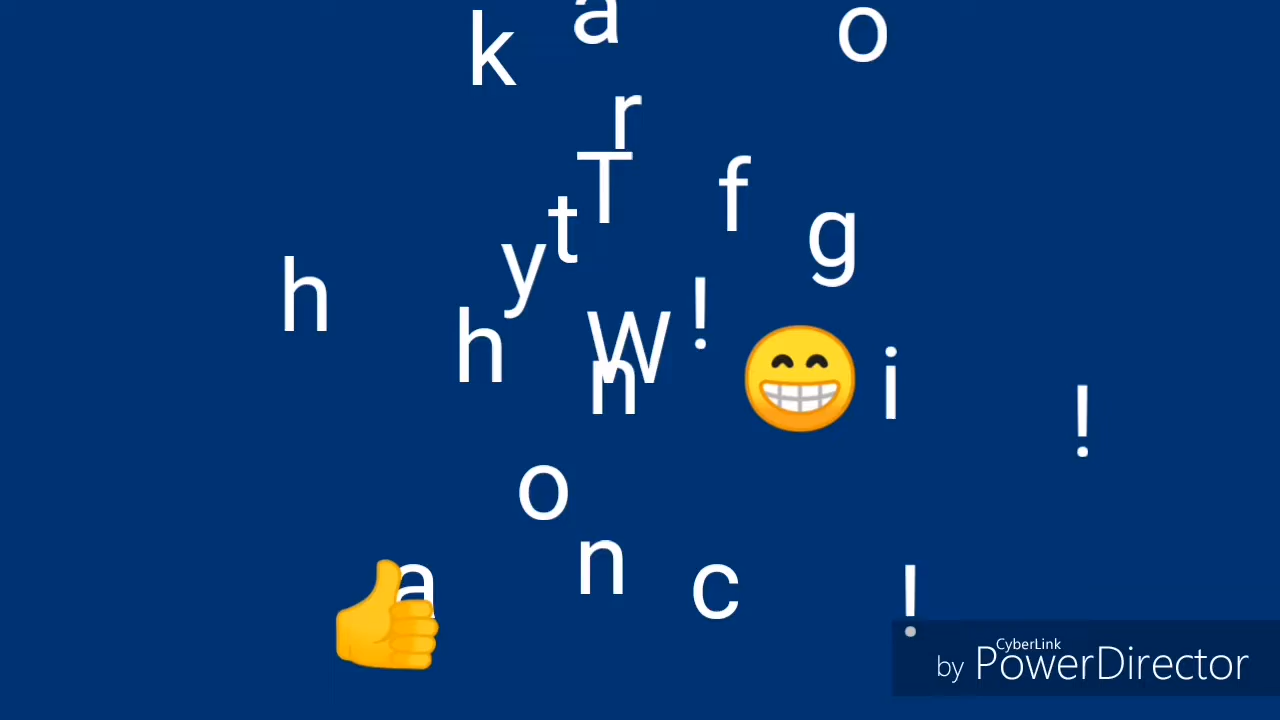 k a o
r
T f
t g
y
h !
h W
n 😁 i !
o
n
👍 a c !
CyberLink
by PowerDirector